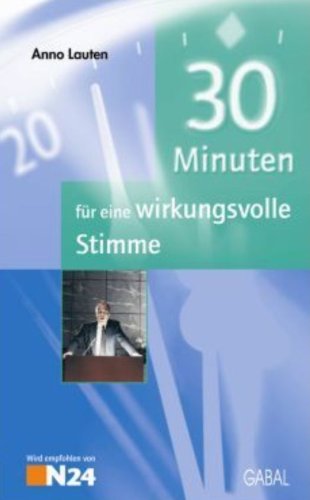 Anno Lauten
30
20
Minuten
für eine wirkungsvolle
Stimme
Wird empfohlen von
N24
GABAL